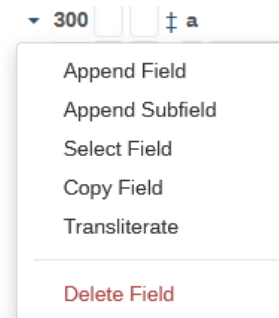 300 ‡ a
Append Field
Append Subfield
Select Field
Copy Field
Transliterate
Delete Field